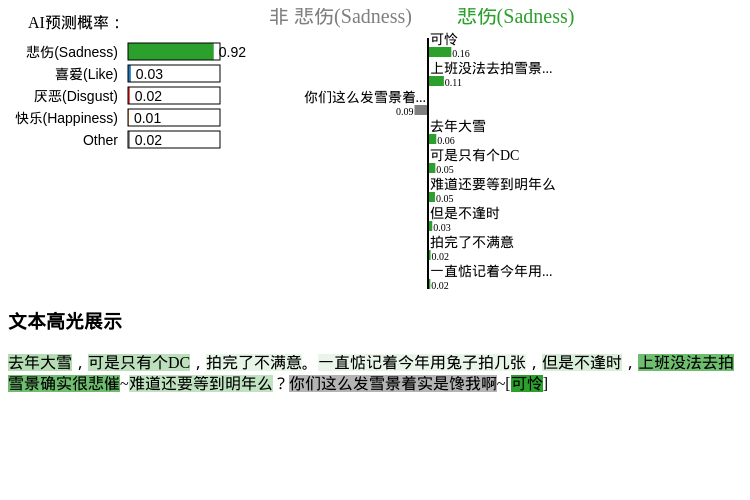 AI预测概率：
悲伤(Sadness) 0.92
喜爱(Like) 0.03
厌恶(Disgust) 0.02
快乐(Happiness) 0.01
Other 0.02
非 悲伤(Sadness) 悲伤(Sadness)
可怜
0.16
上班没法去拍雪景...
0.11
你们这么发雪景着...
0.09
去年大雪
0.06
可是只有个DC
0.05
难道还要等到明年么
0.05
但是不逢时
0.03
拍完了不满意
0.02
一直惦记着今年用...
0.02
文本高光展示
去年大雪，可是只有个DC，拍完了不满意。一直惦记着今年用兔子拍几张，但是不逢时，上班没法去拍
雪景确实很悲催~难道还要等到明年么？你们这么发雪景着实是馋我啊~[可怜]